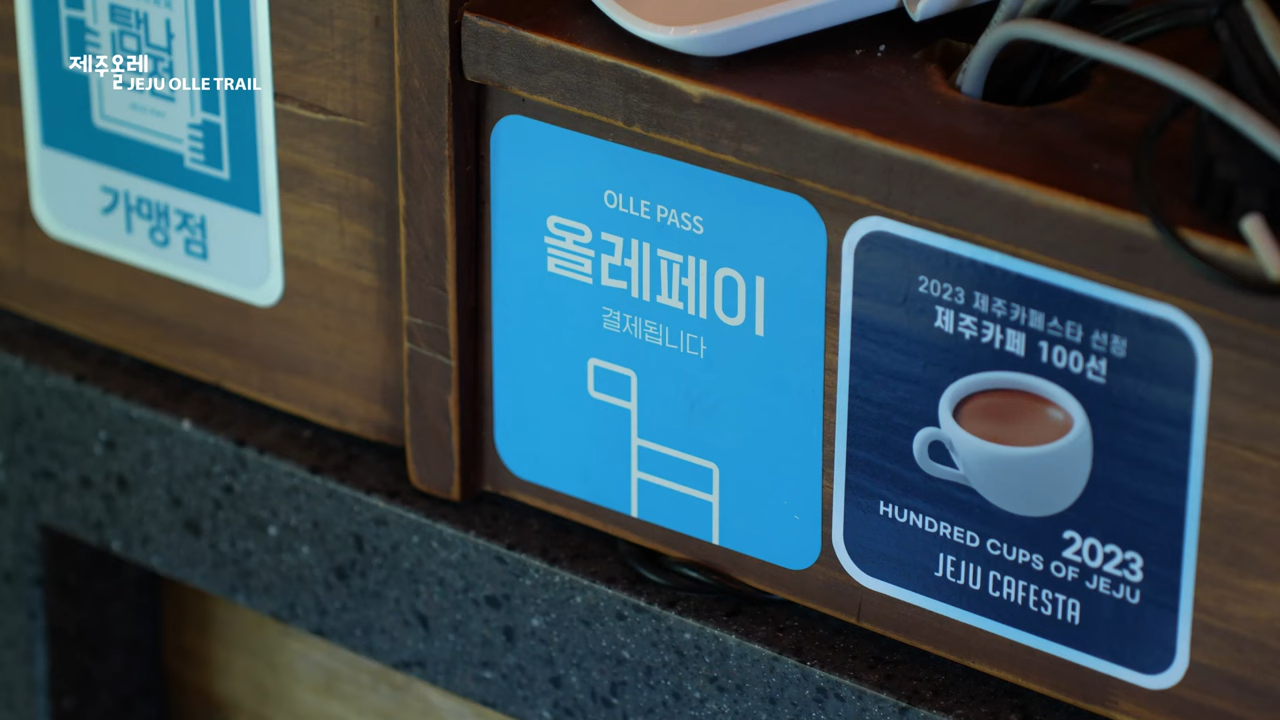 제주올레
JEJU OLLE TRAIL
탐나
가맹점
OLLE PASS
올레페이
결제됩니다
2023 제주카페스타 선정
제주카페 100선
HUNDRED CUPS OF JEJU
2023
JEJU CAFESTA